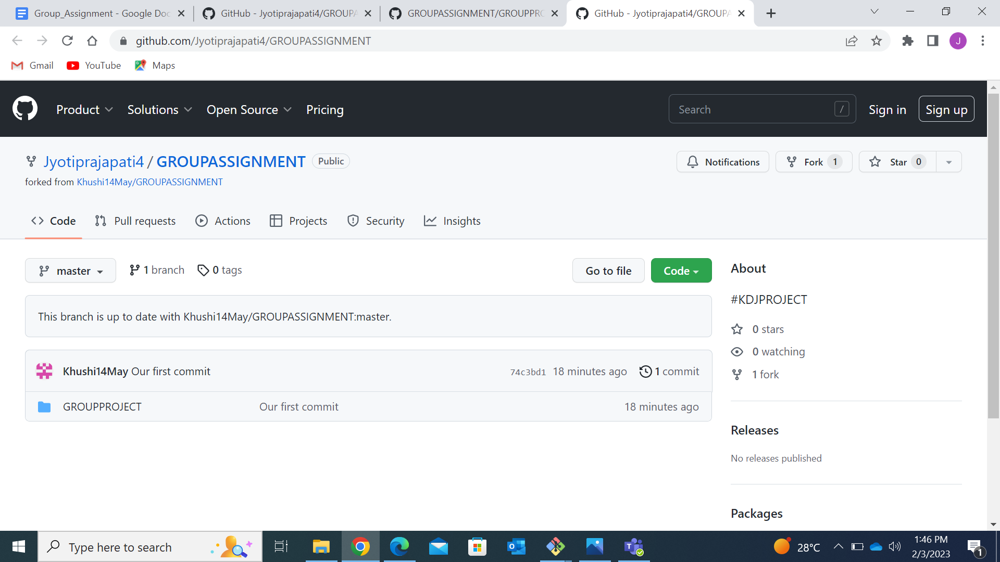 Group_Assignment - Google Doc
GitHub - Jyotiprajapati4/GROUPA
GROUPASSIGNMENT/GROUPPRO
GitHub - Jyotiprajapati4/GROUPA
github.com/Jyotiprajapati4/GROUPASSIGNMENT
J
Gmail
YouTube
Maps
Product
Solutions
Open Source
Pricing
Search
/
Sign in
Sign up
Jyotiprajapati4 / GROUPASSIGNMENT
Public
Notifications
Fork 1
Star 0
forked from Khushi14May/GROUPASSIGNMENT
Code
Pull requests
Actions
Projects
Security
Insights
master
1 branch
0 tags
Go to file
Code
About
#KDJPROJECT
This branch is up to date with Khushi14May/GROUPASSIGNMENT:master.
0 stars
0 watching
1 fork
Khushi14May Our first commit
74c3bd1 18 minutes ago
1 commit
GROUPPROJECT
Our first commit
18 minutes ago
Releases
No releases published
Packages
Type here to search
28°C
1:46 PM
2/3/2023
1